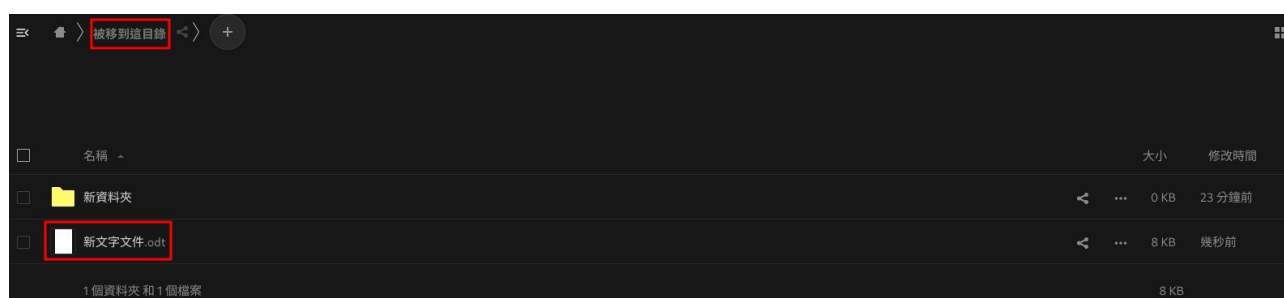 被移到這目錄
名稱 大小 修改時間
新資料夾 0 KB 23 分鐘前
新文字文件.odt 8 KB 幾秒前
1 個資料夾 和 1 個檔案 8 KB